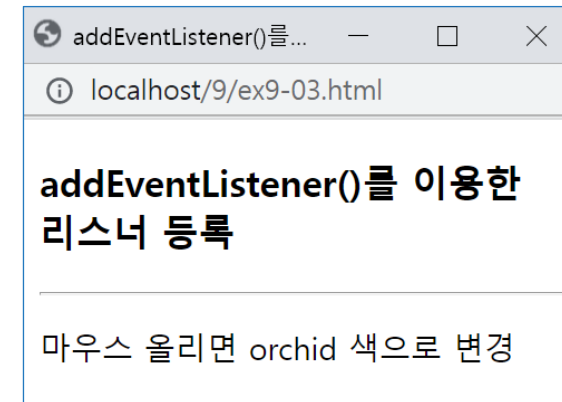 addEventListener()를...
localhost/9/ex9-03.html
addEventListener()를 이용한
리스너 등록
마우스 올리면 orchid 색으로 변경